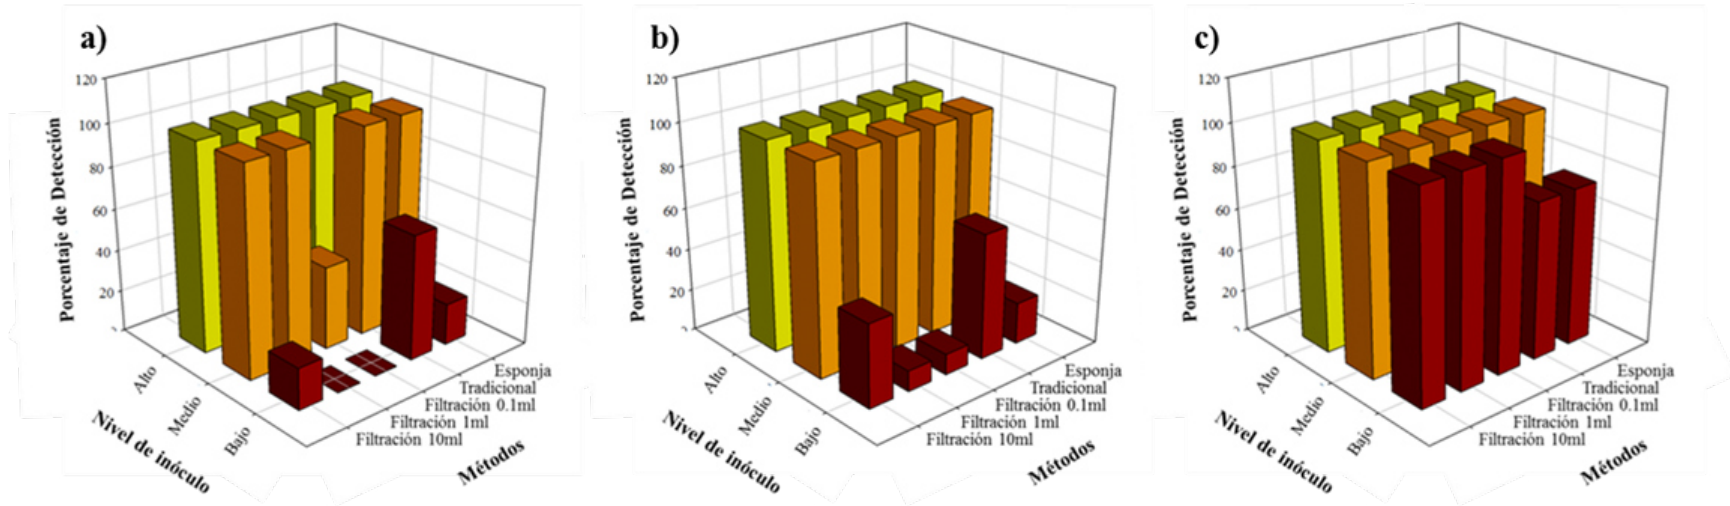 a)
120
100
80
60
40
20
Porcentaje de Detección
Alto
Medio
Bajo
Nivel de inóculo
Esponja
Tradicional
Filtración 0.1ml
Filtración 1ml
Filtración 10ml
Métodos
b)
120
100
80
60
40
20
Porcentaje de Detección
Alto
Medio
Bajo
Nivel de inóculo
Esponja
Tradicional
Filtración 0.1ml
Filtración 1ml
Filtración 10ml
Métodos
c)
120
100
80
60
40
20
Porcentaje de Detección
Alto
Medio
Bajo
Nivel de inóculo
Esponja
Tradicional
Filtración 0.1ml
Filtración 1ml
Filtración 10ml
Métodos